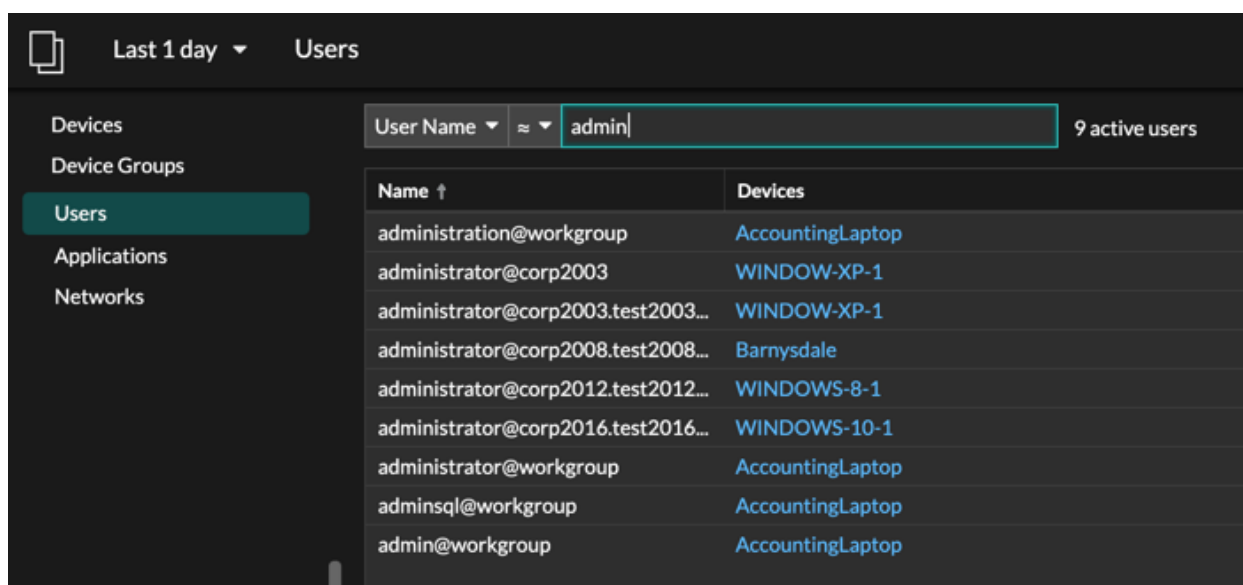 Last 1 day Users
Devices
Device Groups
Users
Applications
Networks
User Name ≈ admin 9 active users
Name ↑ Devices
administration@workgroup AccountingLaptop
administrator@corp2003 WINDOW-XP-1
administrator@corp2003.test2003... WINDOW-XP-1
administrator@corp2008.test2008... Barnysdale
administrator@corp2012.test2012... WINDOWS-8-1
administrator@corp2016.test2016... WINDOWS-10-1
administrator@workgroup AccountingLaptop
adminsql@workgroup AccountingLaptop
admin@workgroup AccountingLaptop